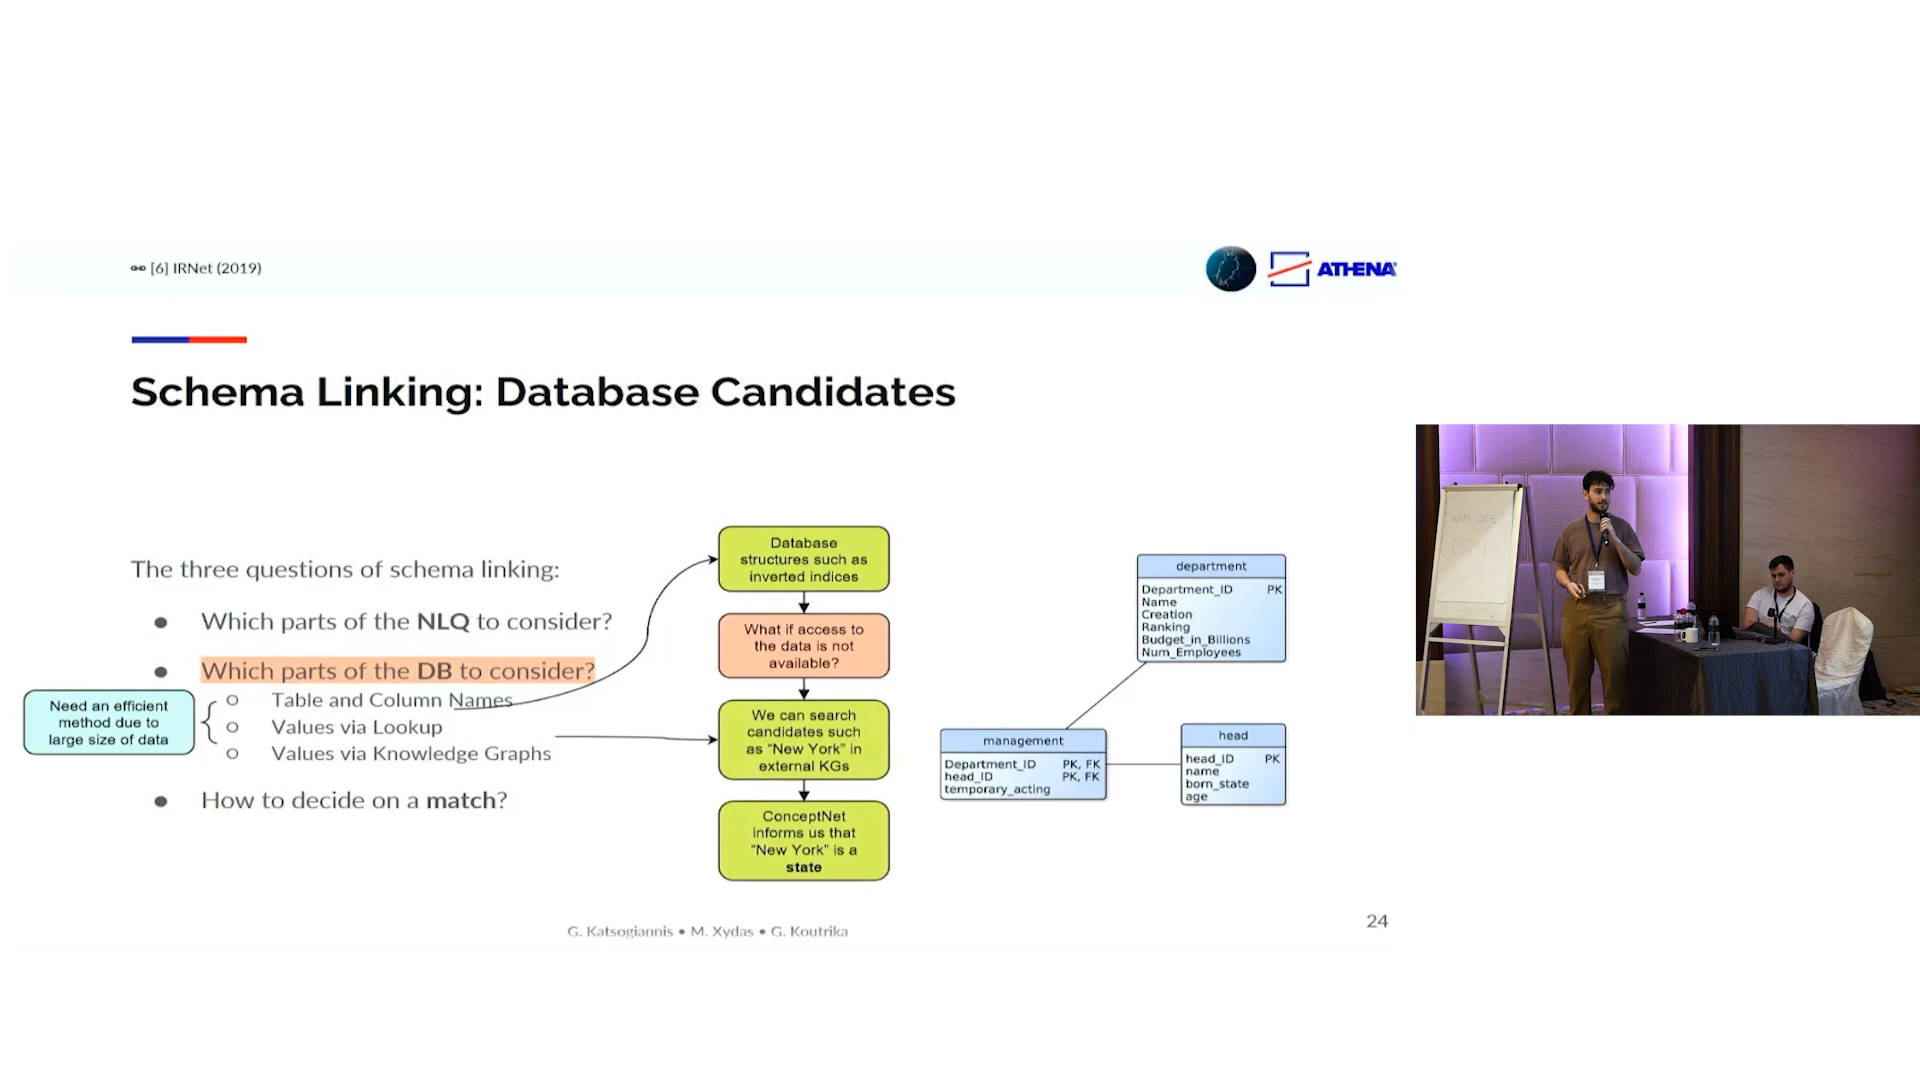 [6] IRNet (2019)
ATHENA
Schema Linking: Database Candidates
The three questions of schema linking:
Which parts of the NLQ to consider?
Which parts of the DB to consider?
Table and Column Names
Values via Lookup
Values via Knowledge Graphs
How to decide on a match?
Need an efficient
method due to
large size of data
Database
structures such as
inverted indices
What if access to
the data is not
available?
We can search
candidates such
as "New York" in
external KGs
ConceptNet
informs us that
"New York" is a
state
department
Department_ID PK
Name
Creation
Ranking
Budget_in_Billions
Num_Employees
management
Department_ID PK, FK
head_ID PK, FK
temporary_acting
head
head_ID PK
name
born_state
age
G. Katsogiannis • M. Xydas • G. Koutrika
24
WIFI CODE